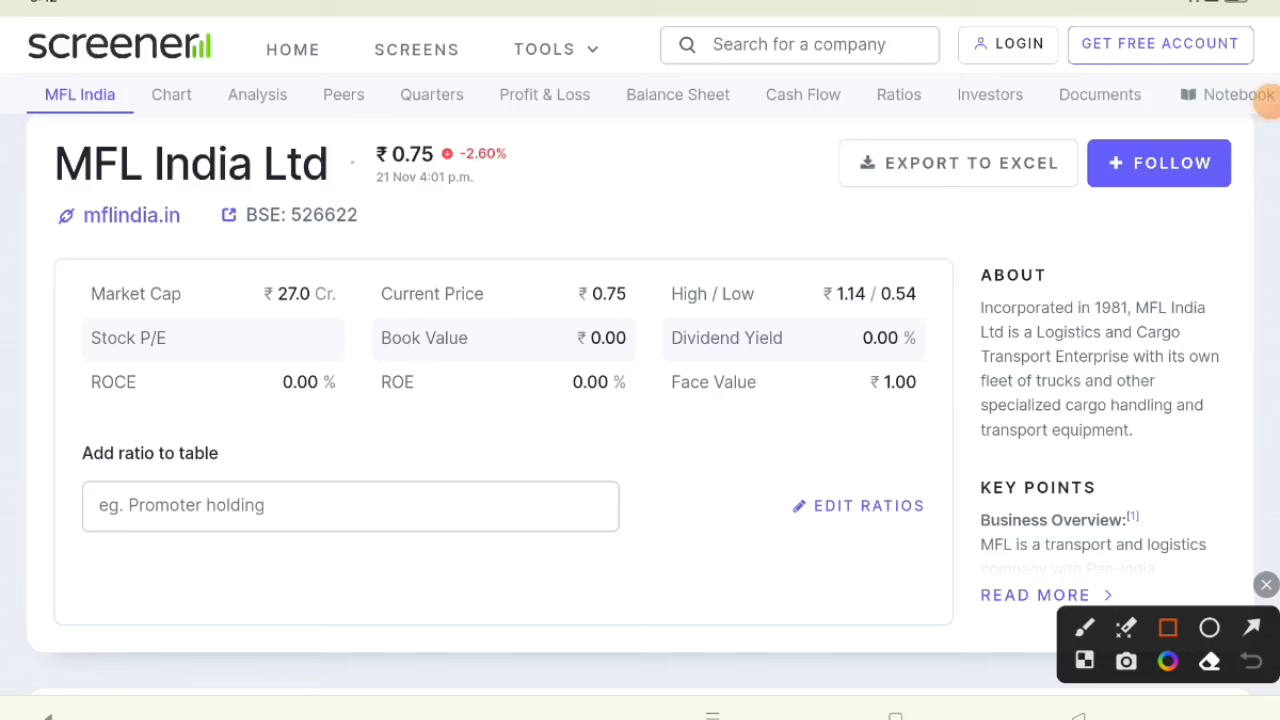 screener
HOME SCREENS TOOLS
Search for a company
LOGIN
GET FREE ACCOUNT
MFL India Chart Analysis Peers Quarters Profit & Loss Balance Sheet Cash Flow Ratios Investors Documents Notebook
MFL India Ltd
₹ 0.75 -2.60%
21 Nov 4:01 p.m.
EXPORT TO EXCEL
+ FOLLOW
mflindia.in BSE: 526622
Market Cap ₹ 27.0 Cr. Current Price ₹ 0.75 High / Low ₹ 1.14 / 0.54
Stock P/E Book Value ₹ 0.00 Dividend Yield 0.00 %
ROCE 0.00 % ROE 0.00 % Face Value ₹ 1.00
Add ratio to table
eg. Promoter holding
EDIT RATIOS
ABOUT
Incorporated in 1981, MFL India
Ltd is a Logistics and Cargo
Transport Enterprise with its own
fleet of trucks and other
specialized cargo handling and
transport equipment.
KEY POINTS
Business Overview:[1]
MFL is a transport and logistics
company with Pan-India
READ MORE